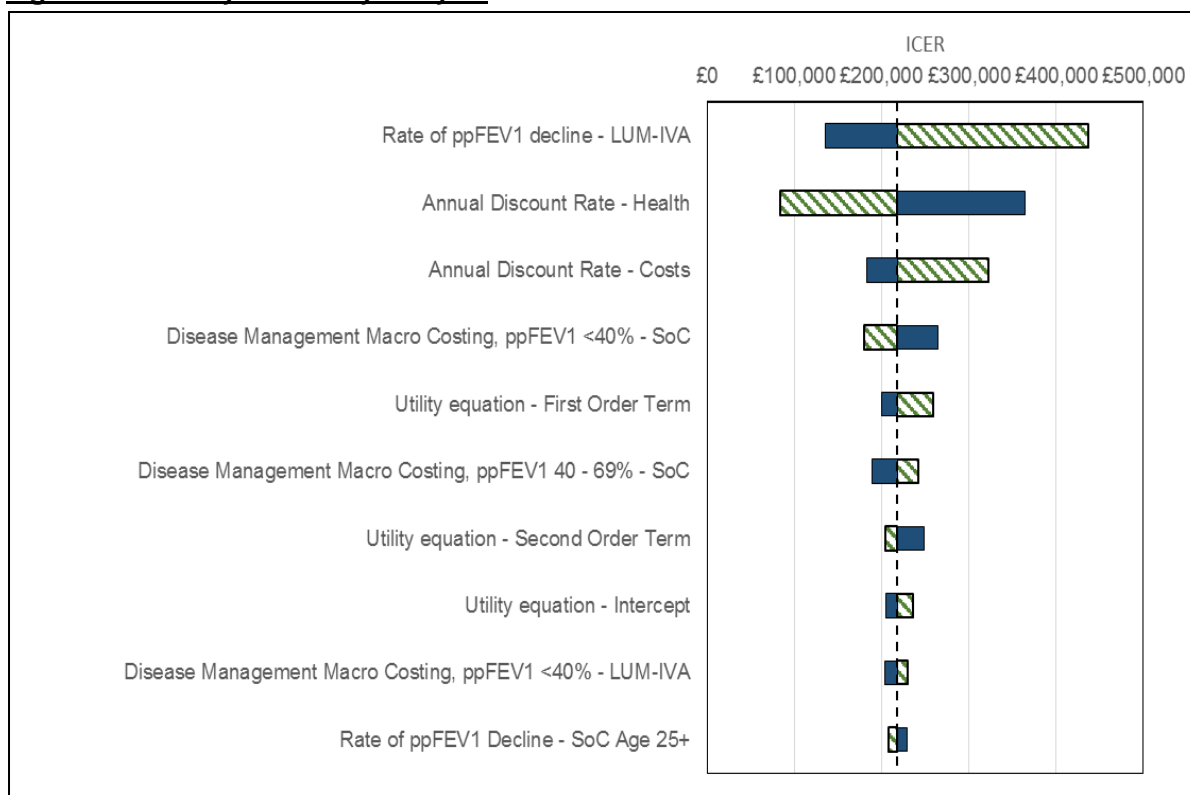 ICER
£0 £100,000 £200,000 £300,000 £400,000 £500,000
Rate of ppFEV1 decline - LUM-IVA
Annual Discount Rate - Health
Annual Discount Rate - Costs
Disease Management Macro Costing, ppFEV1 <40% - SoC
Utility equation - First Order Term
Disease Management Macro Costing, ppFEV1 40 - 69% - SoC
Utility equation - Second Order Term
Utility equation - Intercept
Disease Management Macro Costing, ppFEV1 <40% - LUM-IVA
Rate of ppFEV1 Decline - SoC Age 25+